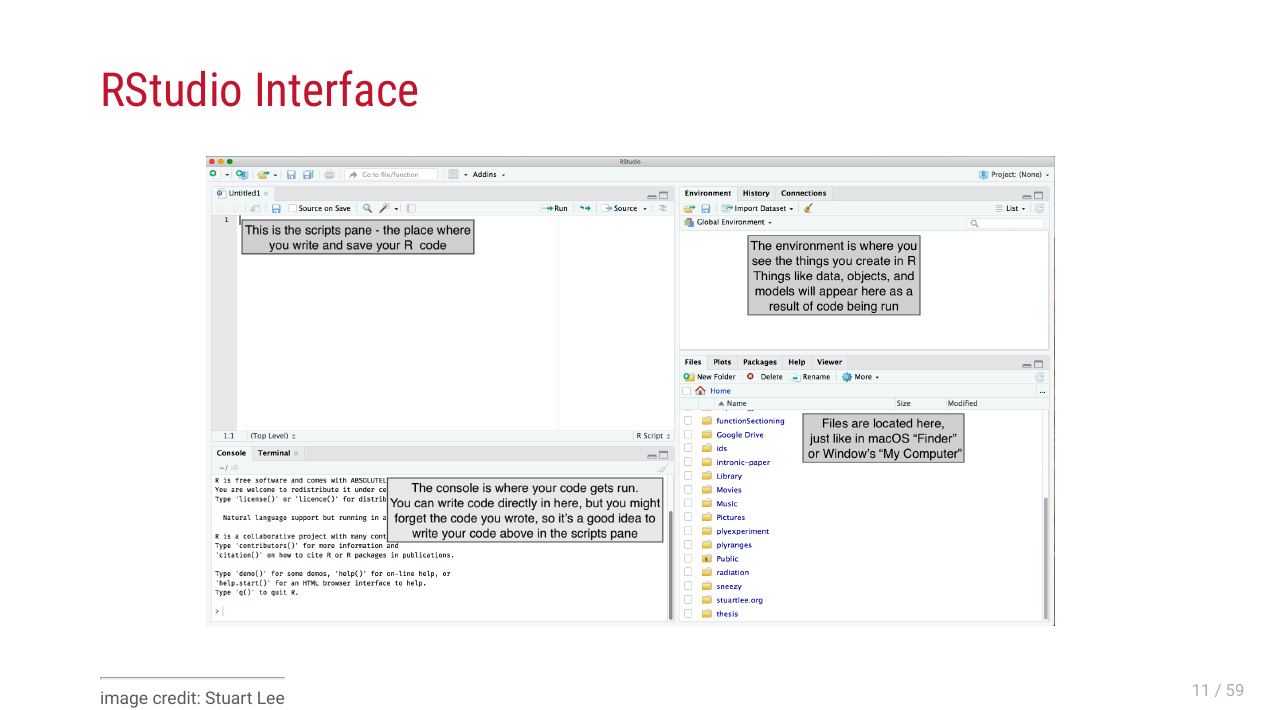 RStudio Interface
RStudio
Go to file/function
Addins
Project: (None)
Untitled1
Source on Save
Run
Source
1
This is the scripts pane - the place where
you write and save your R code
1:1
(Top Level)
R Script
Environment History Connections
Import Dataset
List
Global Environment
The environment is where you
see the things you create in R
Things like data, objects, and
models will appear here as a
result of code being run
Console Terminal
~/
R is free software and comes with ABSOLUTEL
You are welcome to redistribute it under ce
Type 'license()' or 'licence()' for distrib
Natural language support but running in a
R is a collaborative project with many cont
Type 'contributors()' for more information and
'citation()' on how to cite R or R packages in publications.
Type 'demo()' for some demos, 'help()' for on-line help, or
'help.start()' for an HTML browser interface to help.
Type 'q()' to quit R.
>
The console is where your code gets run.
You can write code directly in here, but you might
forget the code you wrote, so it's a good idea to
write your code above in the scripts pane
Files Plots Packages Help Viewer
New Folder Delete Rename More
Home
...
Name Size Modified
functionSectioning
Google Drive
ids
intronic-paper
Library
Movies
Music
Pictures
plyexperiment
plyranges
Public
radiation
sneezy
stuartlee.org
thesis
Files are located here,
just like in macOS “Finder”
or Window’s “My Computer”
image credit: Stuart Lee
11 / 59